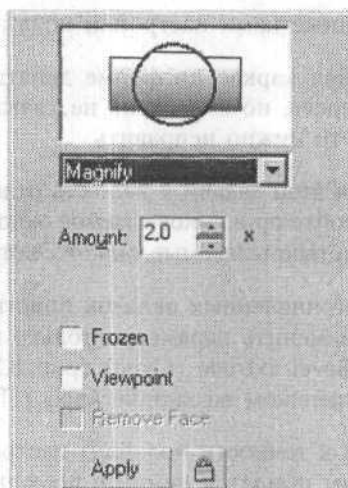 Magnify
Amount: 2,0 x
Frozen
Viewpoint
Remove Face
Apply